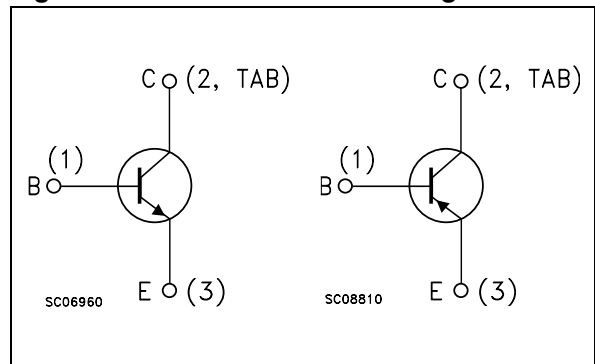 C (2, TAB)
(1)
B
E (3)
SC06960
C (2, TAB)
(1)
B
E (3)
SC08810